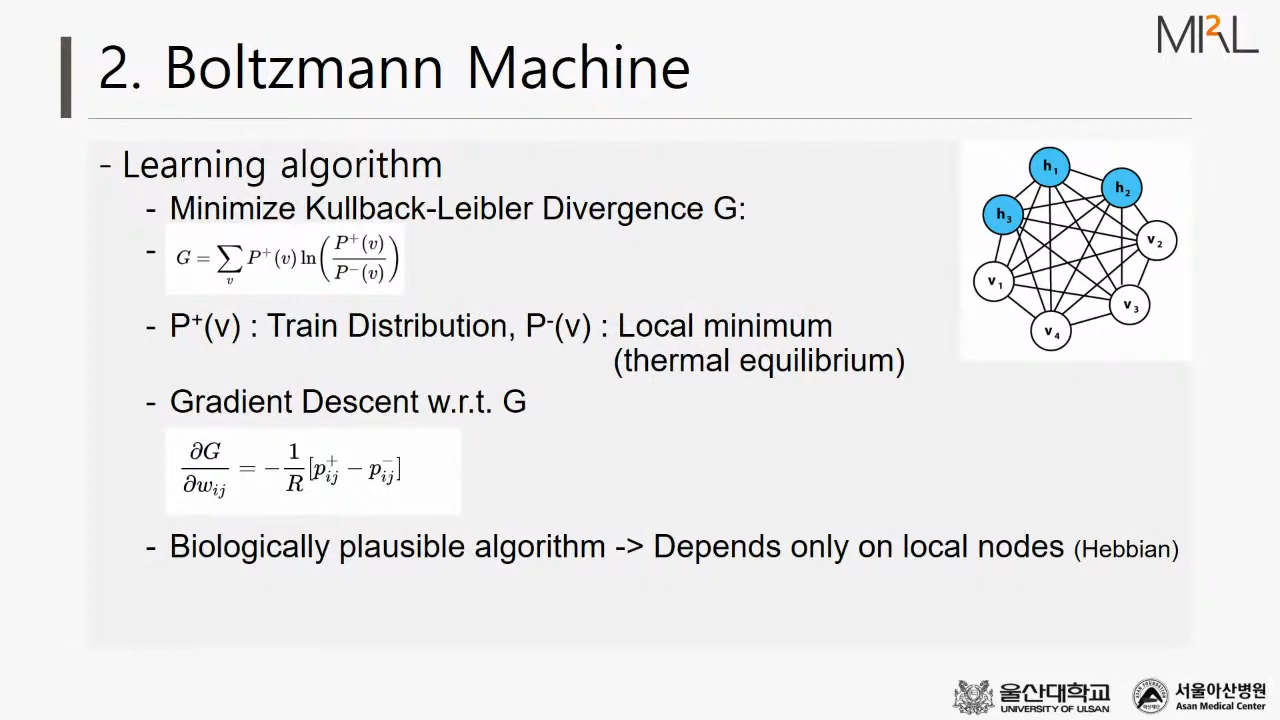 MI2RL
2. Boltzmann Machine
- Learning algorithm
- Minimize Kullback-Leibler Divergence G:
- G = ∑_v P⁺(v) ln(P⁺(v)/P⁻(v))
- P⁺(v) : Train Distribution, P⁻(v) : Local minimum
(thermal equilibrium)
- Gradient Descent w.r.t. G
∂G/∂w_ij = −1/R [p_ij⁺ − p_ij⁻]
- Biologically plausible algorithm -> Depends only on local nodes (Hebbian)
h₁
h₂
h₃
v₂
v₁
v₃
v₄
울산대학교
UNIVERSITY OF ULSAN
서울아산병원
Asan Medical Center